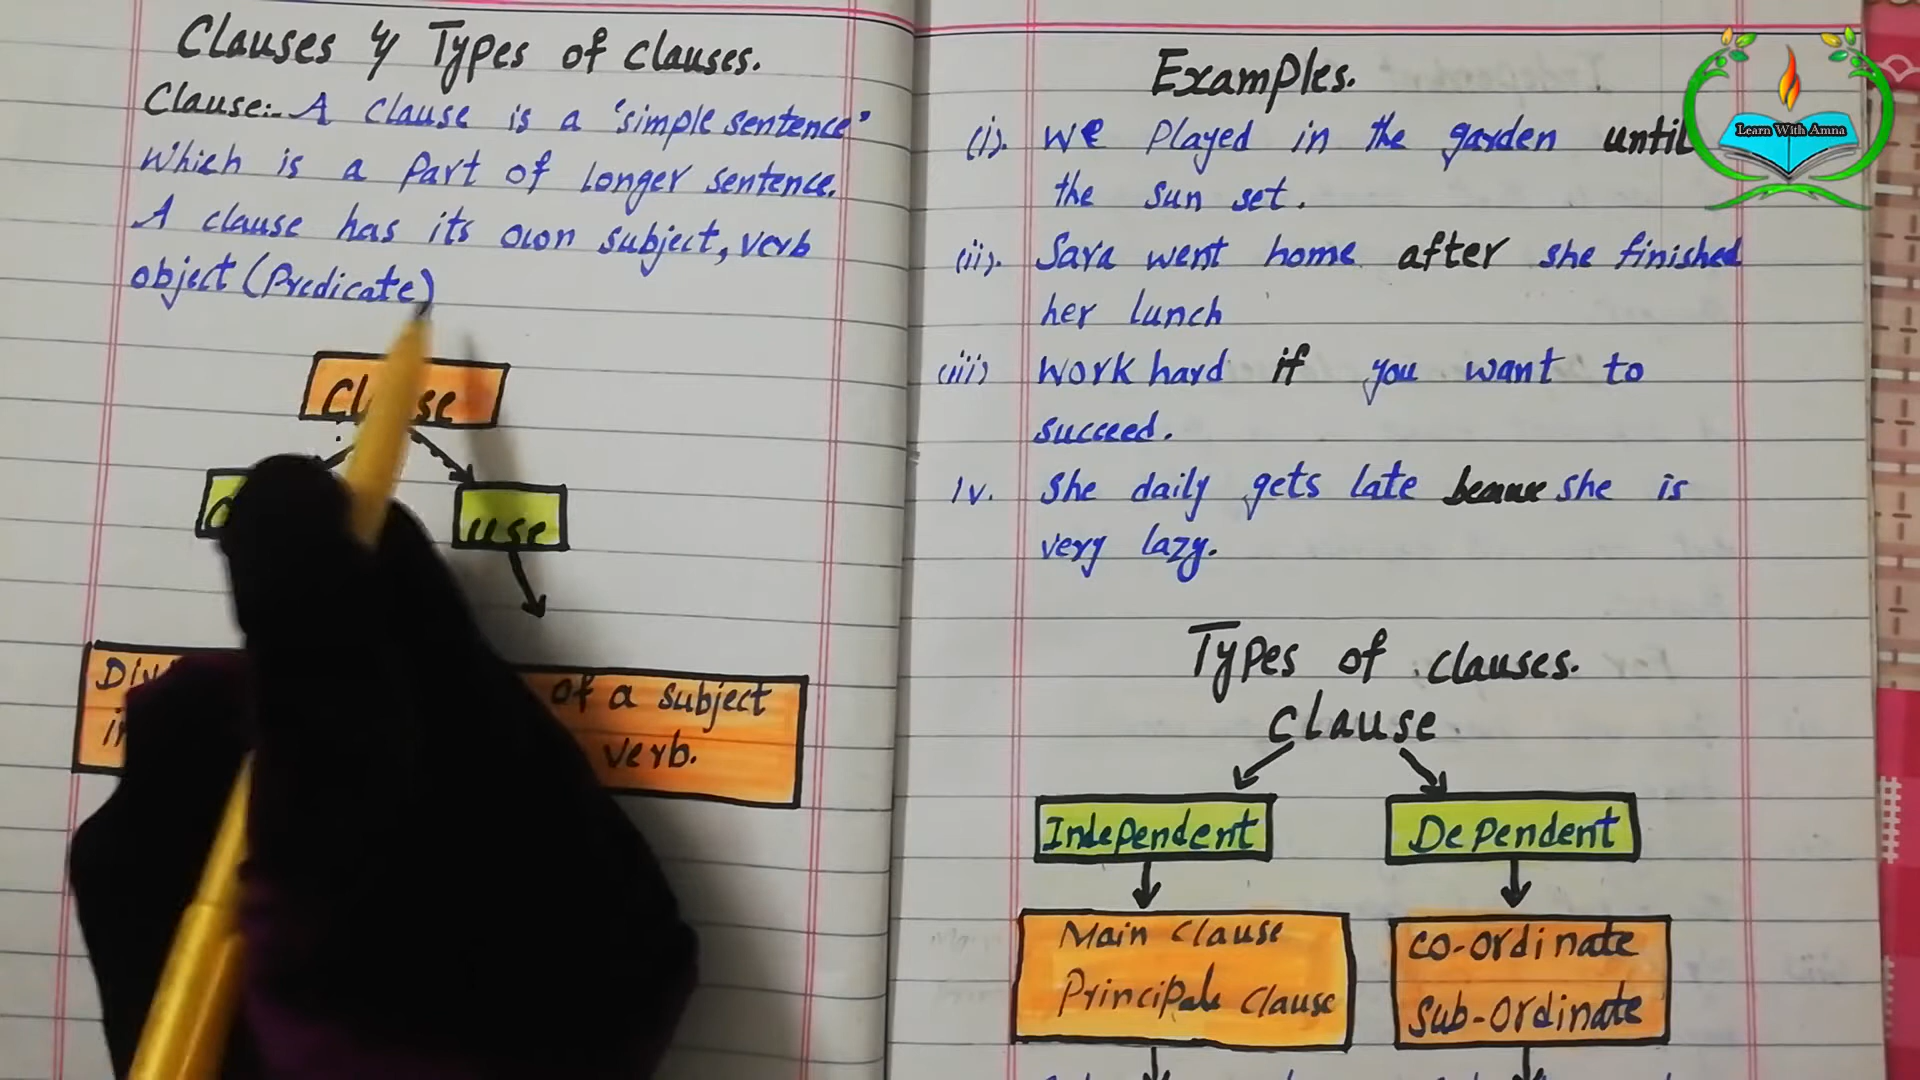 Clauses & Types of clauses.
Clause:- A clause is a 'simple sentence'
Which is a part of longer sentence.
A clause has its own subject, verb
object (Predicate)
use
of a subject
verb.
Examples.
(i). We Played in the garden until
the sun set.
(ii). Sara went home after she finished
her lunch
(iii) Work hard if you want to
succeed.
iv. She daily gets late because she is
very lazy.
Types of clauses.
clause
Independent
Dependent
Main clause
Principale clause
co-ordinate
sub-ordinate
Learn With Amna